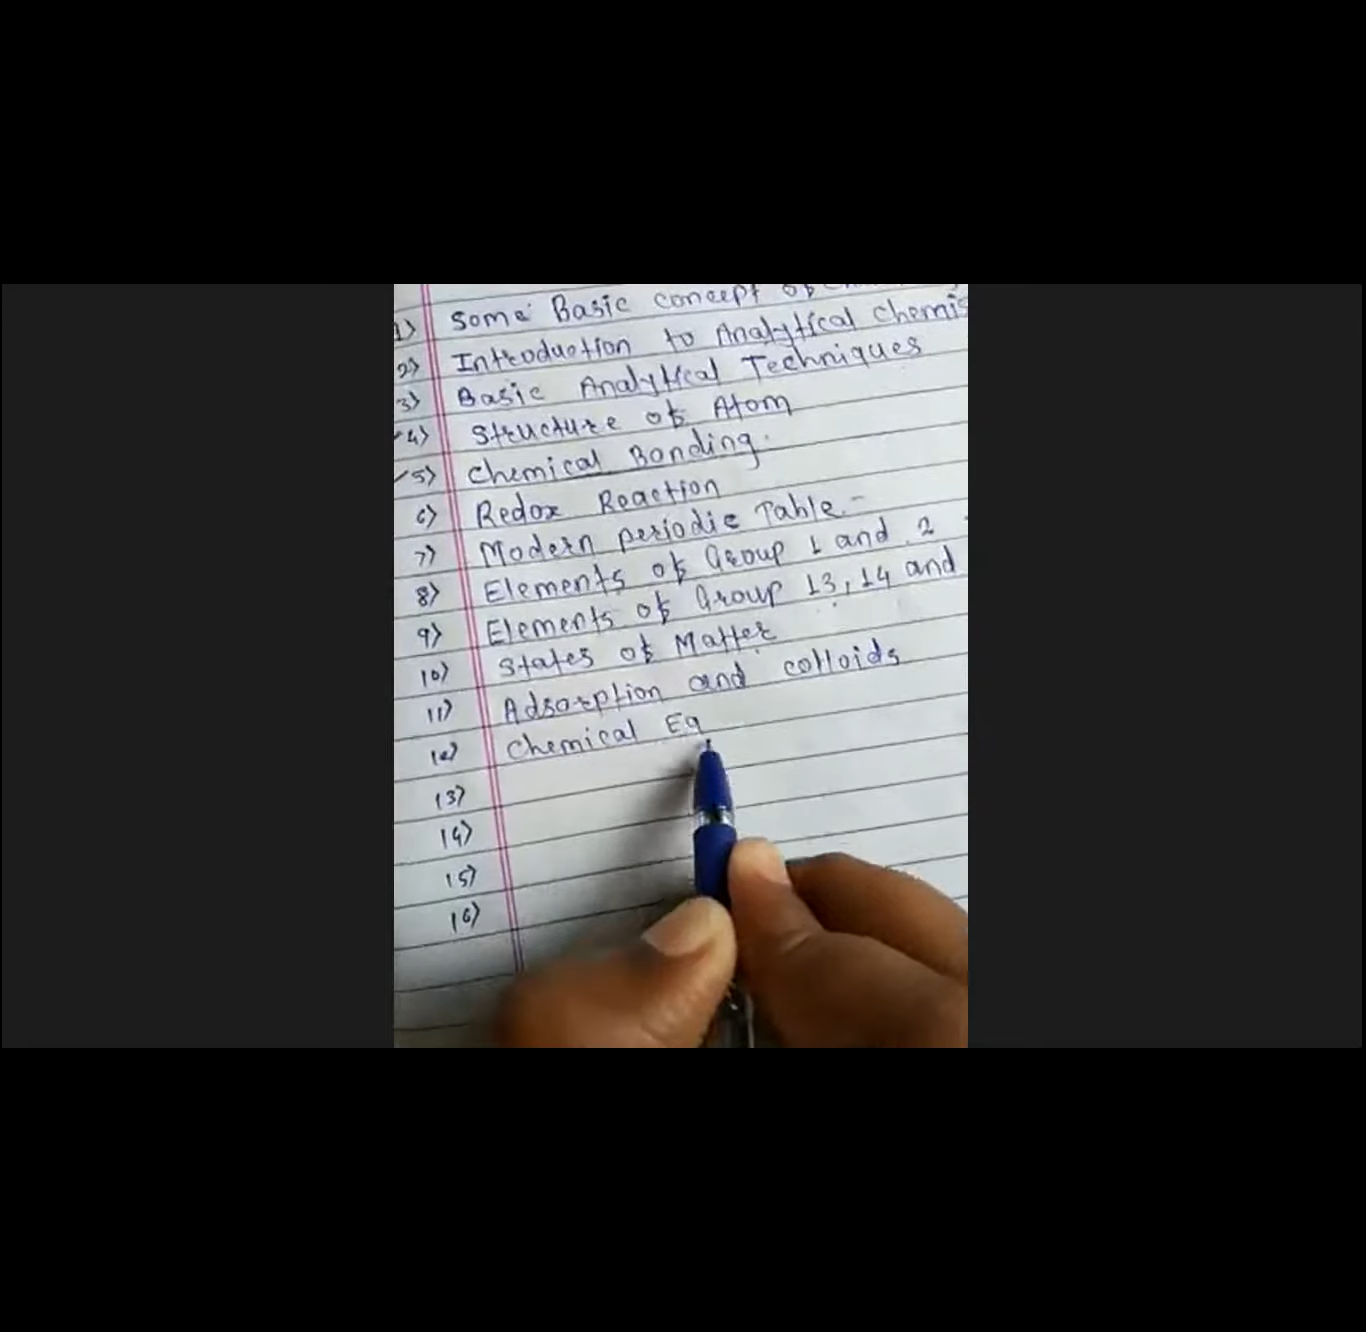 1) Some Basic concept of
2) Introduction to Analytical chemis
3) Basic Analytical Techniques
4) Structure of Atom
5) Chemical Bonding.
6) Redox Reaction
7) Modern periodic Table.-
8) Elements of Group 1 and 2
9) Elements of Group 13, 14 and
10) States of Matter
11) Adsorption and colloids
12) Chemical Eq
13)
14)
15)
16)